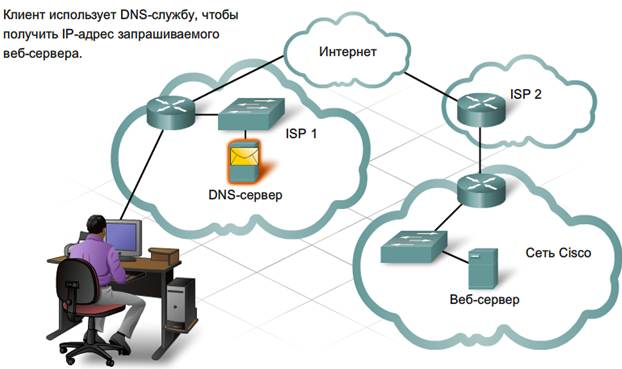 Клиент использует DNS-службу, чтобы
получить IP-адрес запрашиваемого
веб-сервера.
Интернет
ISP 2
ISP 1
DNS-сервер
Сеть Cisco
Веб-сервер